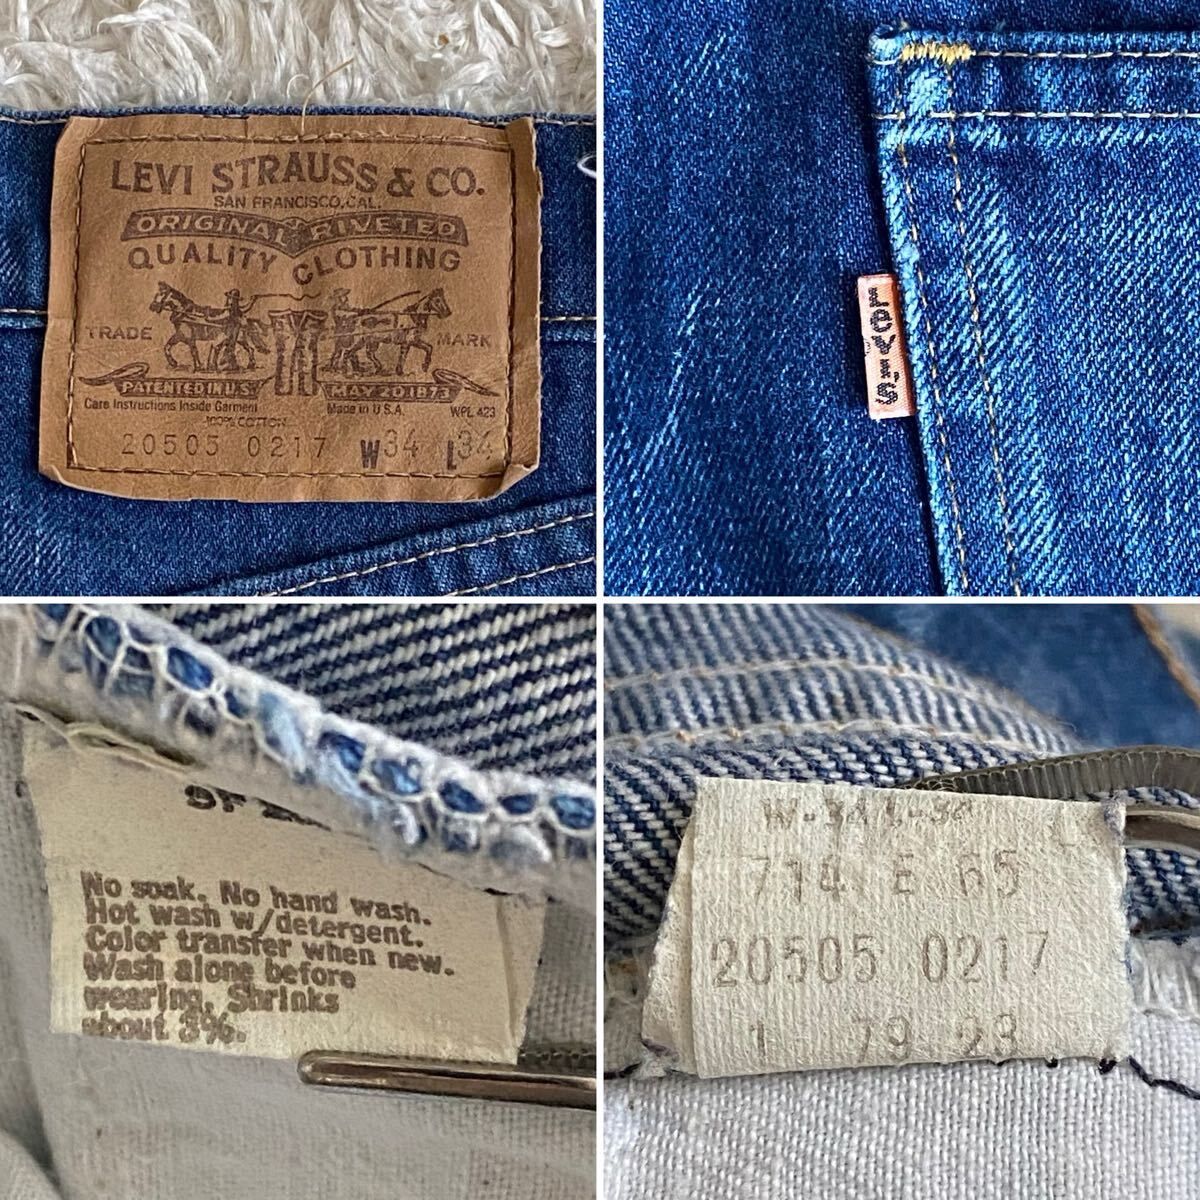 LEVI STRAUSS & CO.
SAN FRANCISCO, CAL.
ORIGINAL RIVETED
QUALITY CLOTHING
TRADE MARK
PATENTED IN U.S. MAY 20 1873
Care Instructions Inside Garment Made in U.S.A. WPL 423
100% COTTON
20505 0217 W34 L34
LEVI'S
No soak. No hand wash.
Hot wash w/detergent.
Color transfer when new.
Wash alone before
wearing. Shrinks
about 3%.
714 E 65
20505 0217
1 79 23